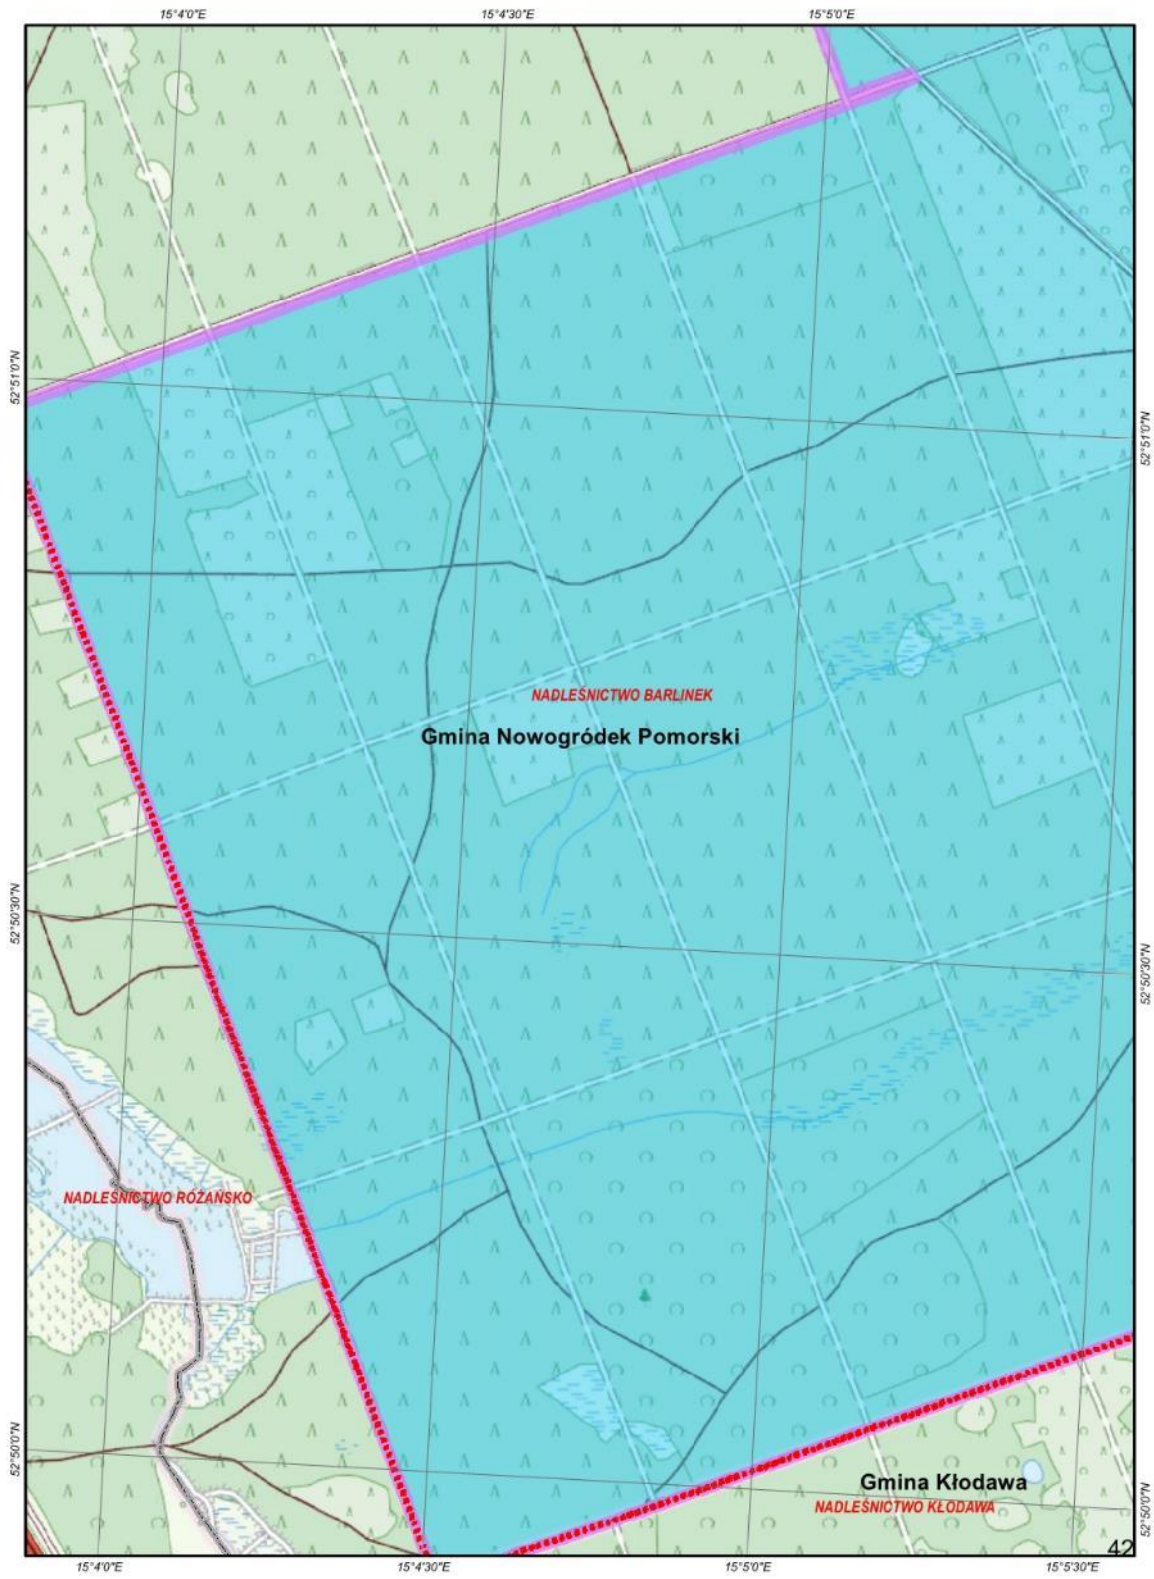 15°4'0"E
15°4'30"E
15°5'0"E
52°51'0"N
52°51'0"N
NADLEŚNICTWO BARLINEK
Gmina Nowogródek Pomorski
52°50'30"N
52°50'30"N
NADLEŚNICTWO RÓŻAŃSKO
52°50'0"N
Gmina Kłodawa
NADLEŚNICTWO KŁODAWA
52°50'0"N
42
15°4'0"E
15°4'30"E
15°5'0"E
15°5'30"E